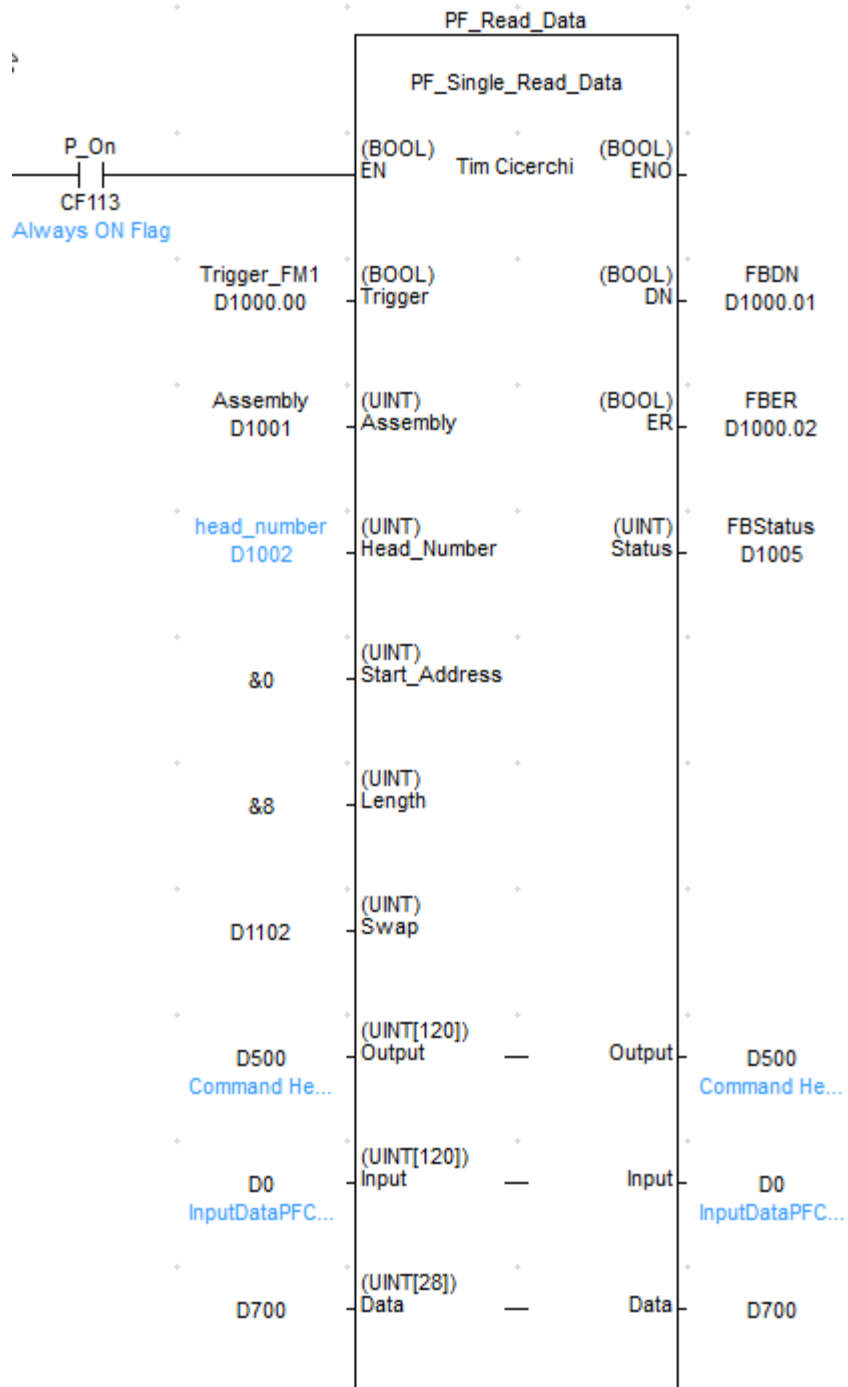 PF_Read_Data
PF_Single_Read_Data
P_On
CF113
Always ON Flag
(BOOL)
EN
Tim Cicerchi
(BOOL)
ENO
Trigger_FM1
D1000.00
(BOOL)
Trigger
(BOOL)
DN
FBDN
D1000.01
Assembly
D1001
(UINT)
Assembly
(BOOL)
ER
FBER
D1000.02
head_number
D1002
(UINT)
Head_Number
(UINT)
Status
FBStatus
D1005
&0
(UINT)
Start_Address
&8
(UINT)
Length
D1102
(UINT)
Swap
D500
Command He...
(UINT[120])
Output
—
Output
D500
Command He...
D0
InputDataPFC...
(UINT[120])
Input
—
Input
D0
InputDataPFC...
D700
(UINT[28])
Data
—
Data
D700